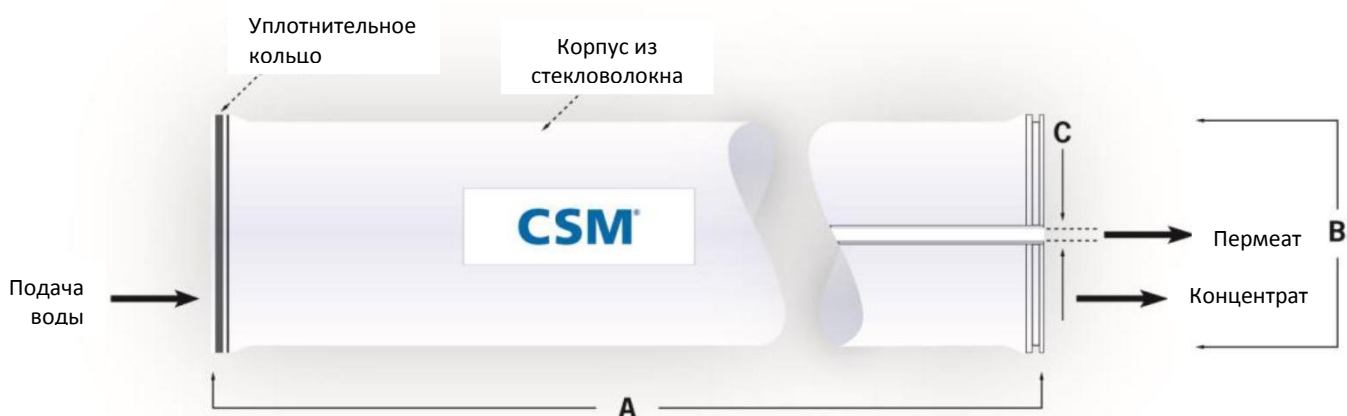 Уплотнительное
кольцо
Корпус из
стекловолокна
C
CSM®
Пермеат
B
Подача
воды
Концентрат
A